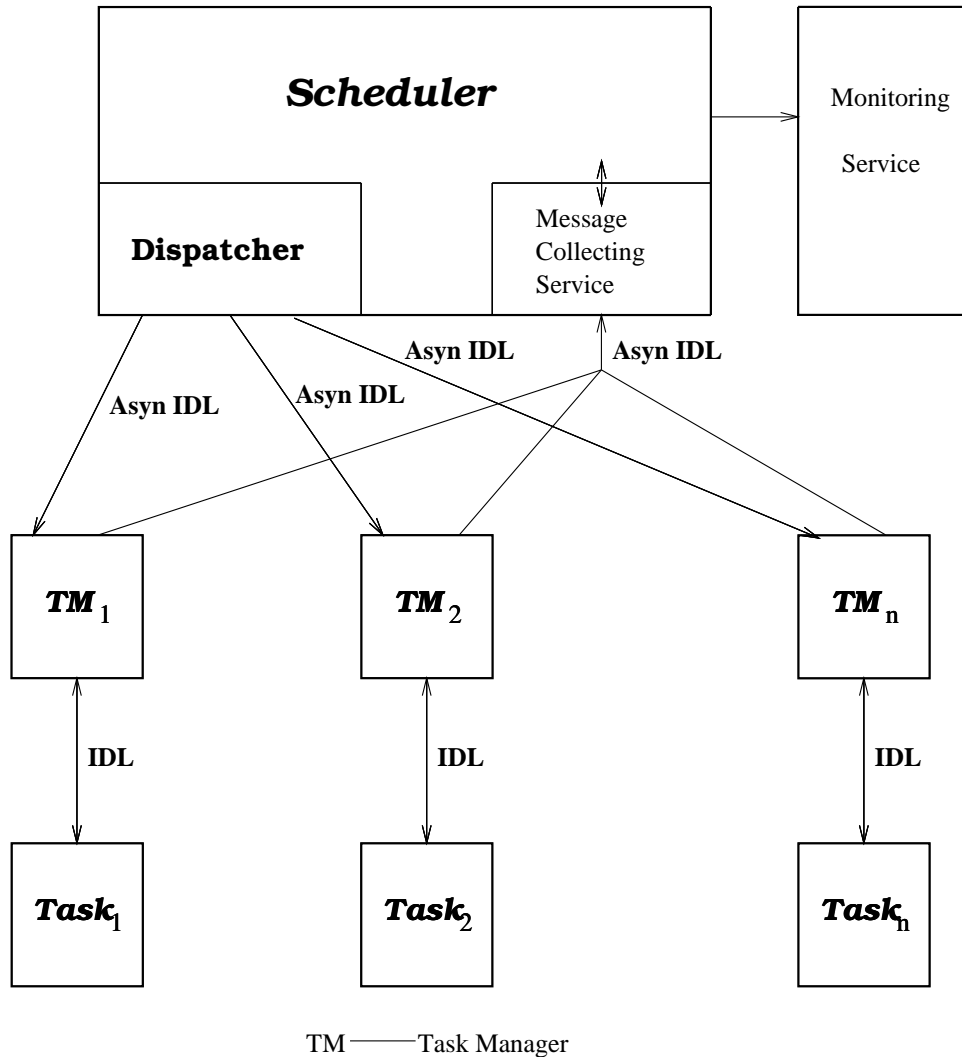 Scheduler
Monitoring
Service
Dispatcher
Message
Collecting
Service
Asyn IDL
Asyn IDL
Asyn IDL
Asyn IDL
TM 1
TM 2
TM n
IDL
IDL
IDL
Task1
Task2
Taskn
TM —— Task Manager